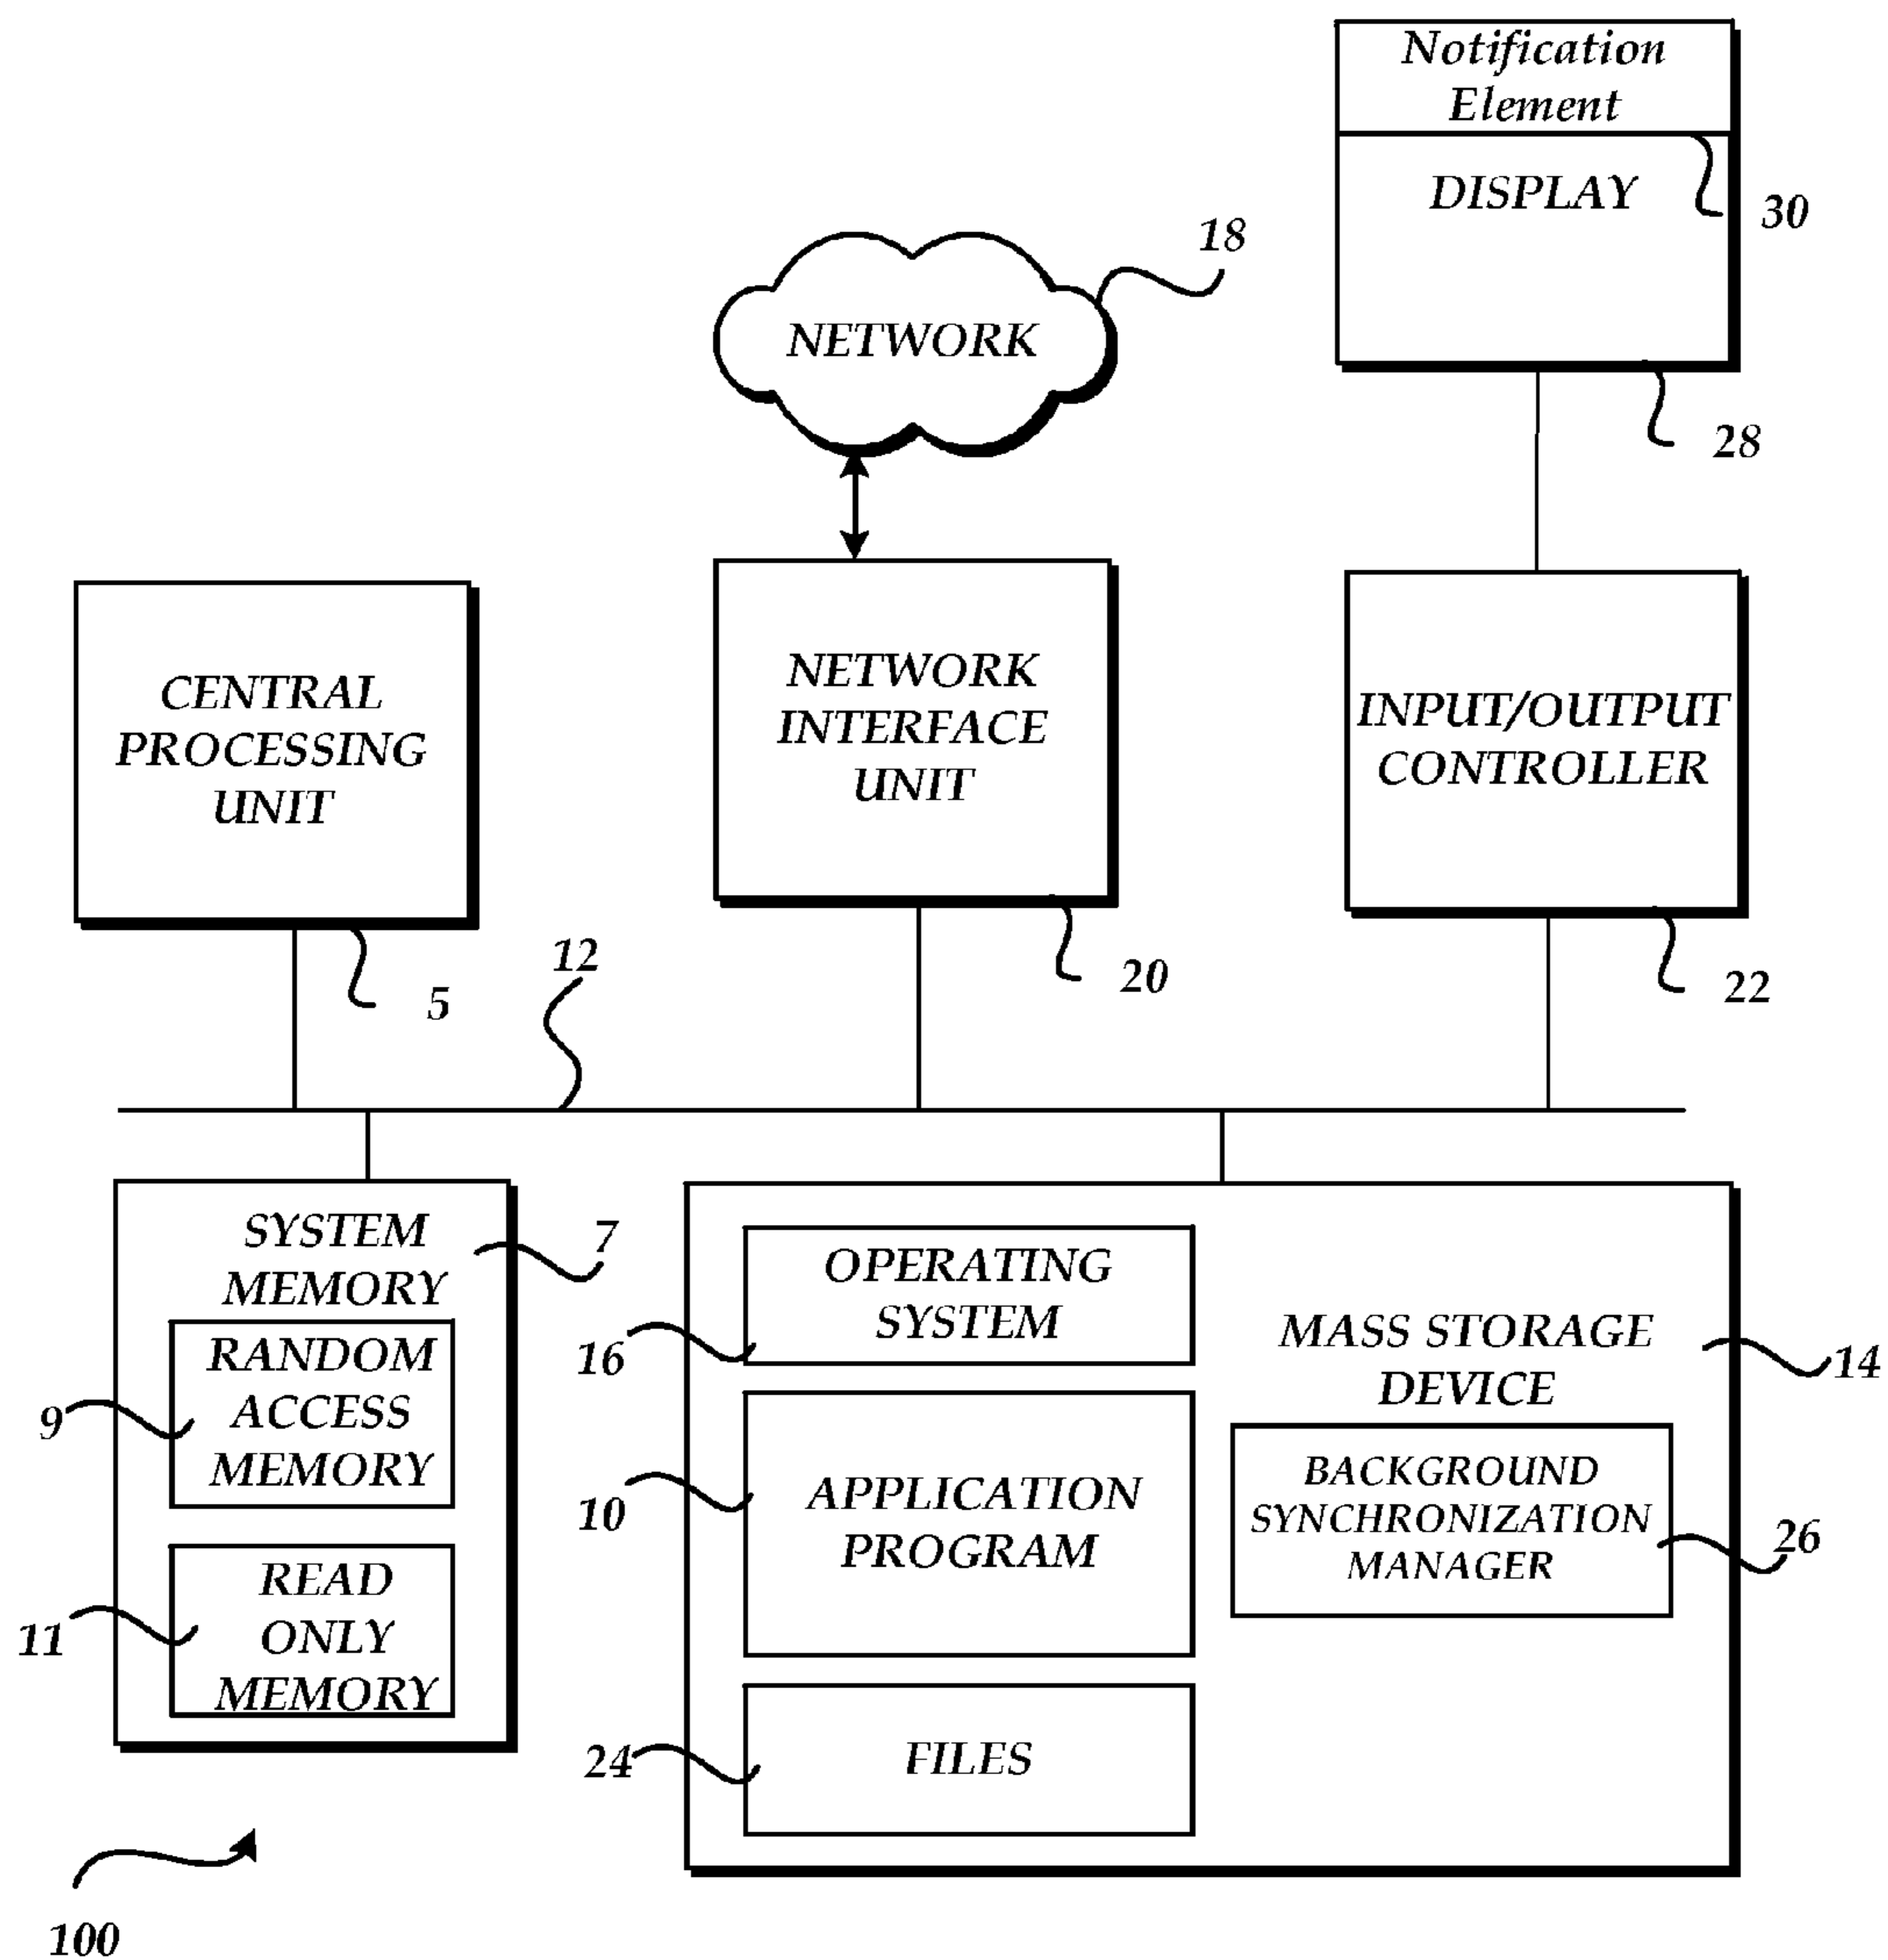 Notification
Element
DISPLAY
30
18
NETWORK
28
CENTRAL
PROCESSING
UNIT
NETWORK
INTERFACE
UNIT
INPUT/OUTPUT
CONTROLLER
5
12
20
22
SYSTEM
MEMORY
7
RANDOM
ACCESS
MEMORY
9
READ
ONLY
MEMORY
11
OPERATING
SYSTEM
16
MASS STORAGE
DEVICE
14
APPLICATION
PROGRAM
10
BACKGROUND
SYNCHRONIZATION
MANAGER
26
FILES
24
100